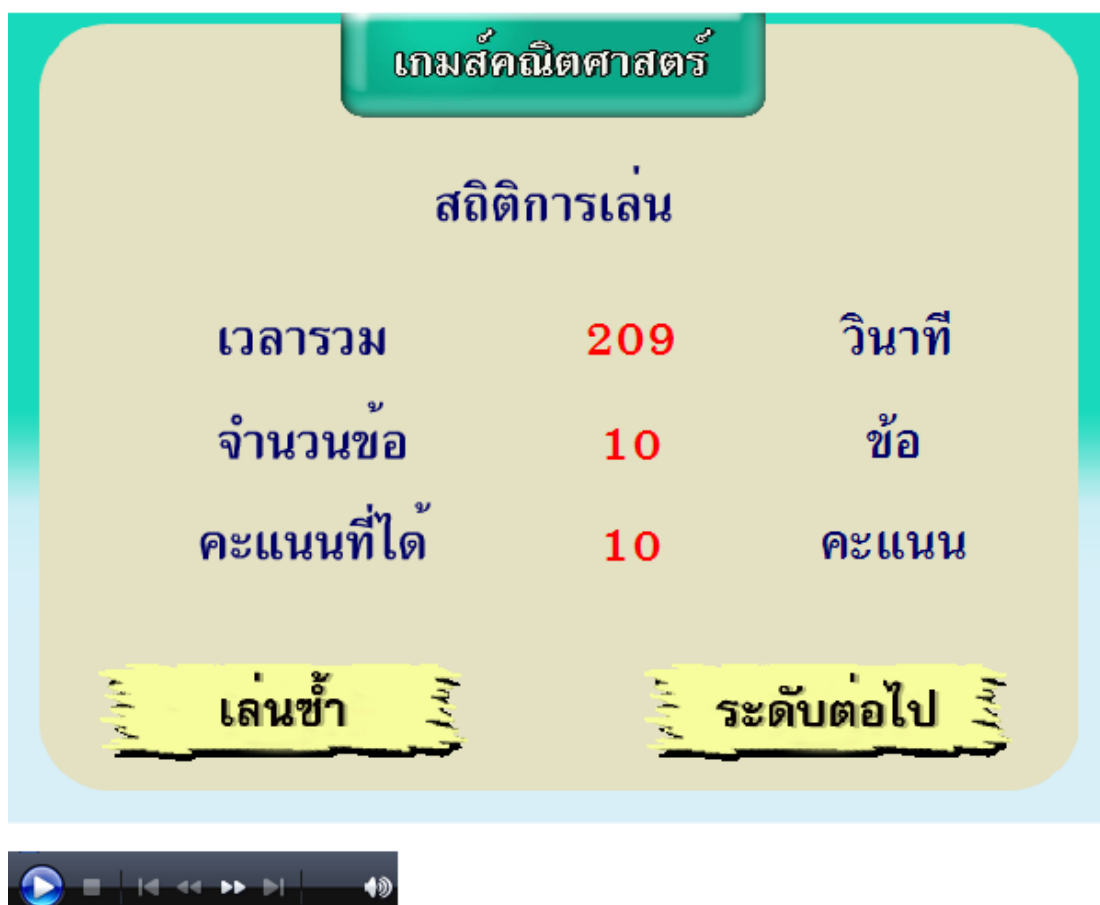 เกมส์คณิตศาสตร์
สถิติการเล่น
เวลารวม 209 วินาที
จำนวนข้อ 10 ข้อ
คะแนนที่ได้ 10 คะแนน
เล่นซ้ำ ระดับต่อไป